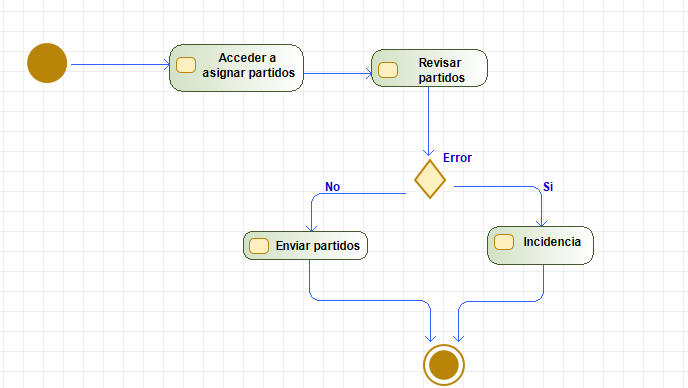 Acceder a
asignar partidos
Revisar
partidos
Error
No
Si
Enviar partidos
Incidencia